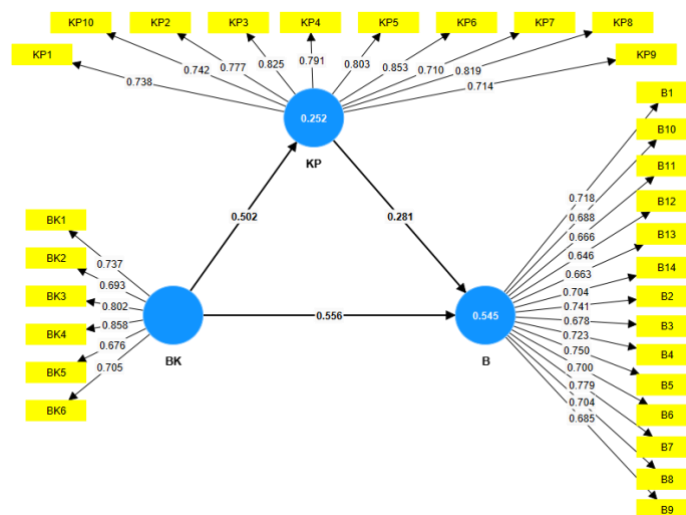 KP10 KP2 KP3 KP4 KP5 KP6 KP7 KP8
KP1 KP9
0.738 0.742 0.777 0.825 0.791 0.803 0.853 0.710 0.819 0.714
0.252
KP
B1
B10
B11
B12
B13
B14
B2
B3
B4
B5
B6
B7
B8
B9
0.718
0.688
0.666
0.646
0.663
0.704
0.741
0.678
0.723
0.750
0.700
0.779
0.704
0.685
0.502
0.281
BK1
BK2
BK3
BK4
BK5
BK6
0.737
0.693
0.802
0.858
0.676
0.705
BK
0.556
0.545
B